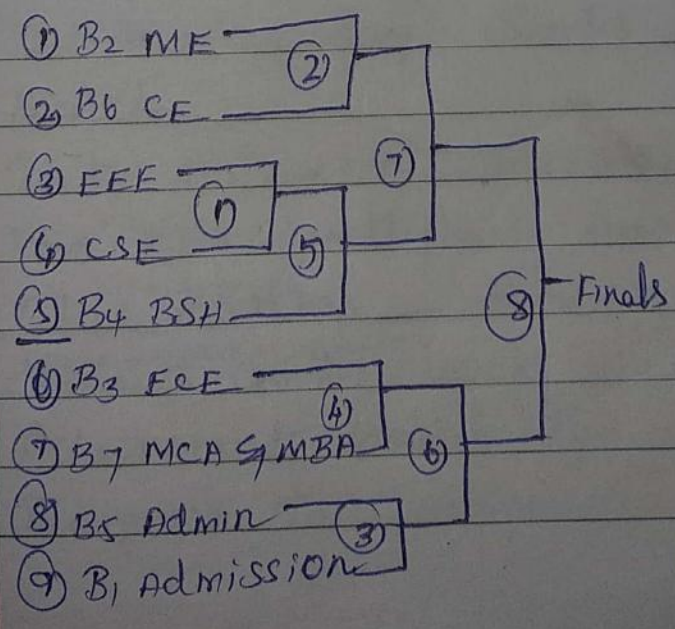 ① B2 ME
②
② B6 CE
⑦
③ EEE
①
④ CSE
⑤
⑤ B4 BSH
⑧ Finals
⑥ B3 ECE
④
⑦ B7 MCA & MBA
⑥
⑧ B5 Admin
③
⑨ B1 Admission